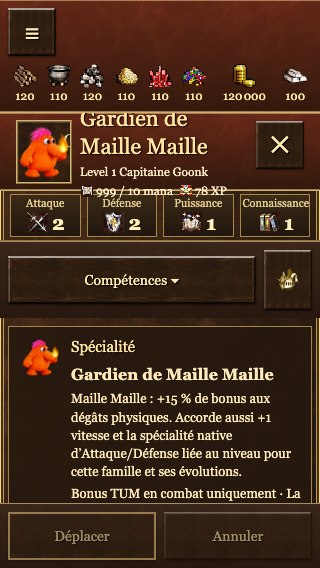 120 110 120 110 110 110 120 000 100
Gardien de
Maille Maille
Level 1 Capitaine Goonk
999 / 10 mana 78 XP
Attaque Défense Puissance Connaissance
2 2 1 1
Compétences
Spécialité
Gardien de Maille Maille
Maille Maille : +15 % de bonus aux
dégâts physiques. Accorde aussi +1
vitesse et la spécialité native
d'Attaque/Défense liée au niveau pour
cette famille et ses évolutions.
Bonus TUM en combat uniquement · La
Déplacer Annuler